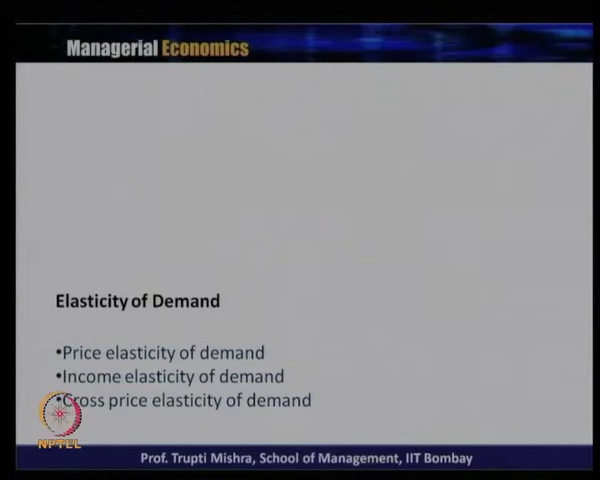 Managerial Economics
Elasticity of Demand
•Price elasticity of demand
•Income elasticity of demand
•Cross price elasticity of demand
NPTEL
Prof. Trupti Mishra, School of Management, IIT Bombay